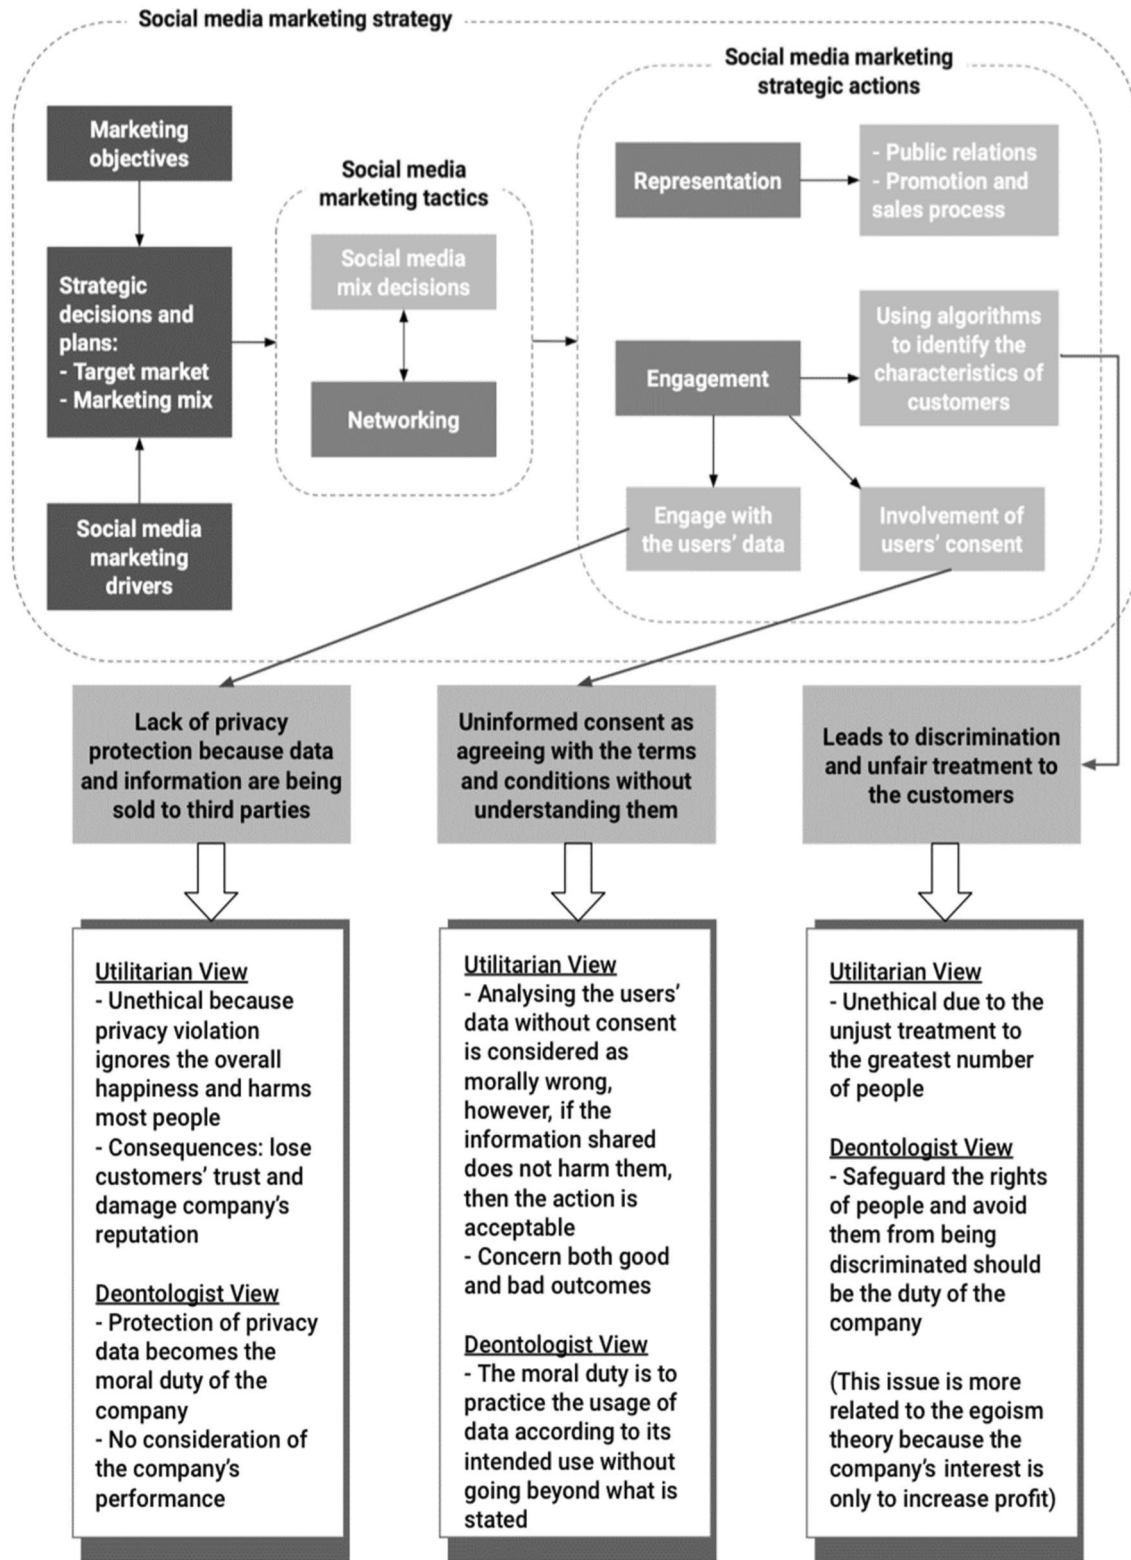 Social media marketing strategy
Social media marketing
strategic actions
Marketing
objectives
Social media
marketing tactics
Representation
- Public relations
- Promotion and
sales process
Strategic
decisions and
plans:
- Target market
- Marketing mix
Social media
mix decisions
Networking
Engagement
Using algorithms
to identify the
characteristics of
customers
Social media
marketing
drivers
Engage with
the users’ data
Involvement of
users’ consent
Lack of privacy
protection because data
and information are being
sold to third parties
Uninformed consent as
agreeing with the terms
and conditions without
understanding them
Leads to discrimination
and unfair treatment to
the customers
Utilitarian View
- Unethical because
privacy violation
ignores the overall
happiness and harms
most people
- Consequences: lose
customers’ trust and
damage company’s
reputation
Deontologist View
- Protection of privacy
data becomes the
moral duty of the
company
- No consideration of
the company’s
performance
Utilitarian View
- Analysing the users’
data without consent
is considered as
morally wrong,
however, if the
information shared
does not harm them,
then the action is
acceptable
- Concern both good
and bad outcomes
Deontologist View
- The moral duty is to
practice the usage of
data according to its
intended use without
going beyond what is
stated
Utilitarian View
- Unethical due to the
unjust treatment to
the greatest number
of people
Deontologist View
- Safeguard the rights
of people and avoid
them from being
discriminated should
be the duty of the
company
(This issue is more
related to the egoism
theory because the
company’s interest is
only to increase profit)